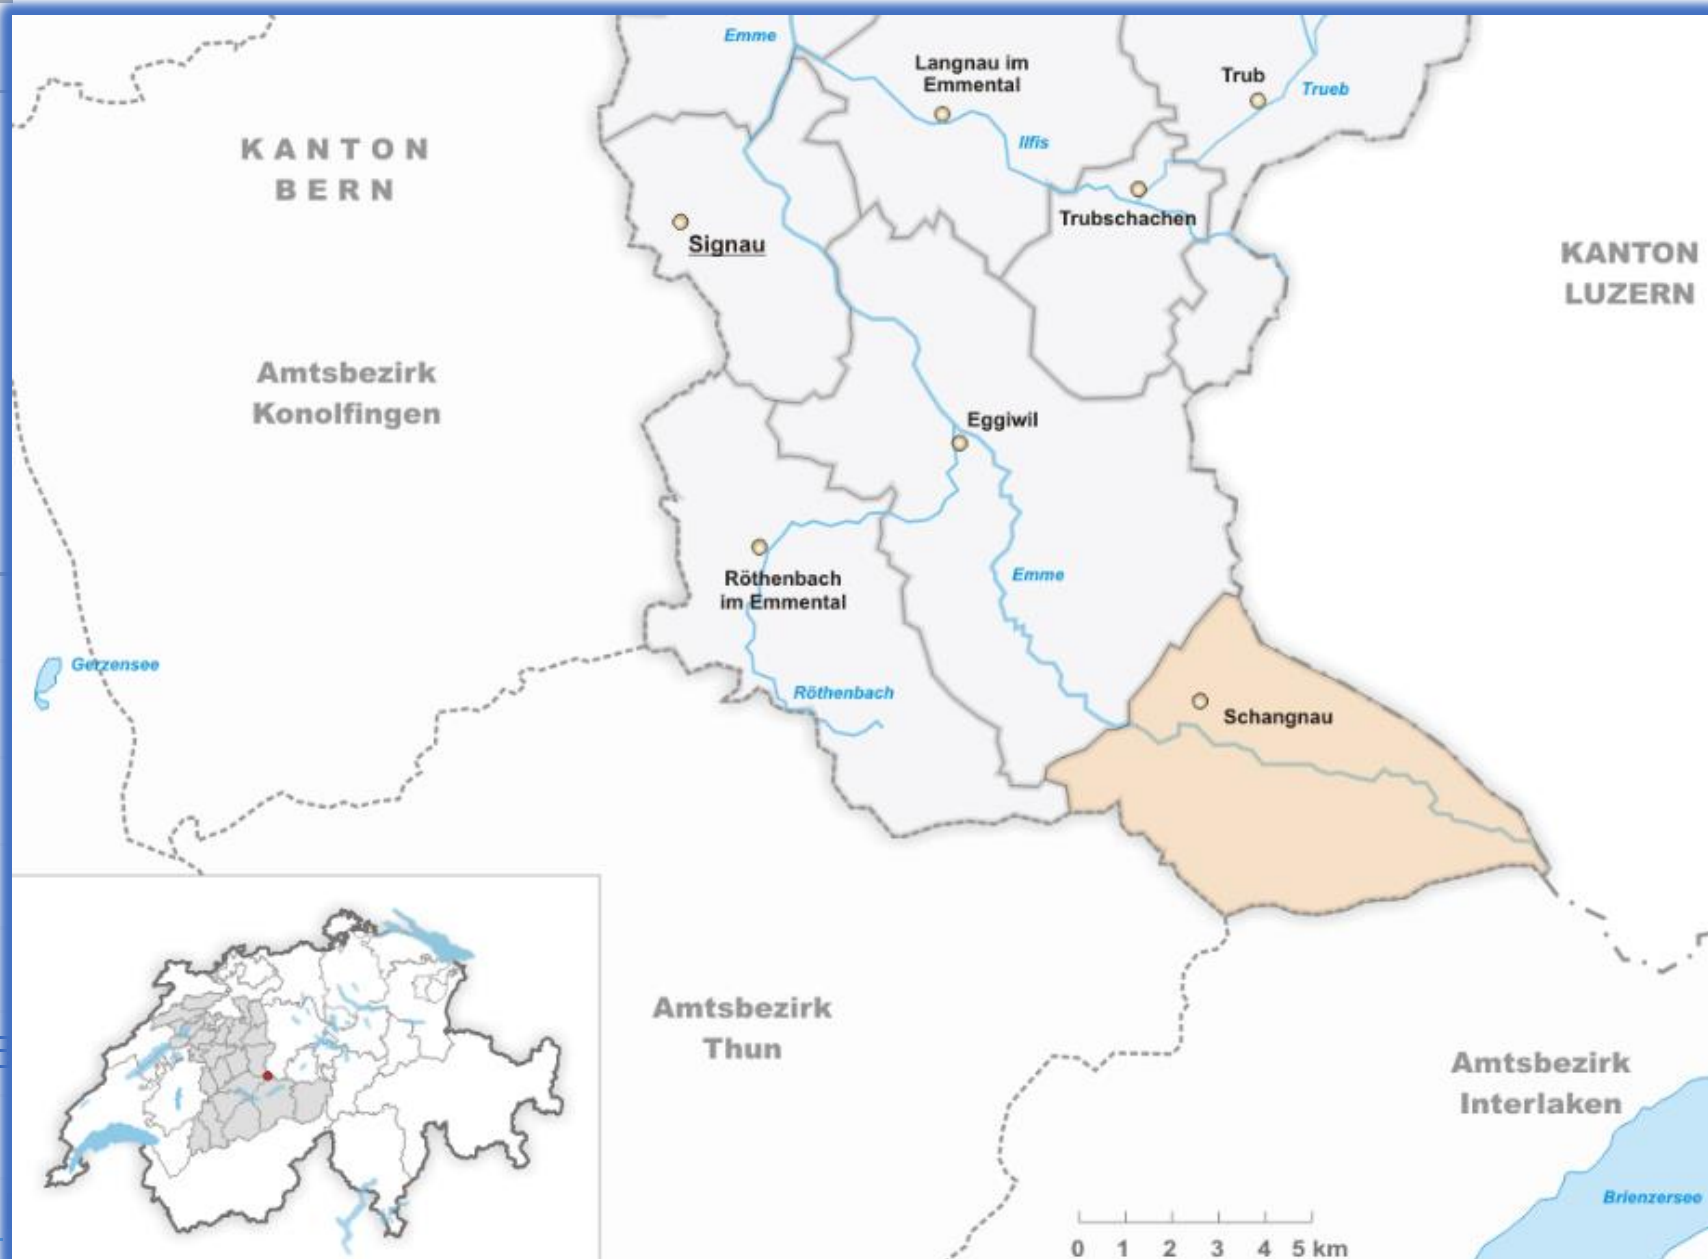 Emme
Langnau im
Emmental
Trub
Trueb
Ilfis
KANTON
BERN
Trubschachen
Signau
KANTON
LUZERN
Amtsbezirk
Konolfingen
Eggiwil
Röthenbach
im Emmental
Emme
Gerzensee
Röthenbach
Schangnau
Amtsbezirk
Thun
Amtsbezirk
Interlaken
Brienzersee
0 1 2 3 4 5 km